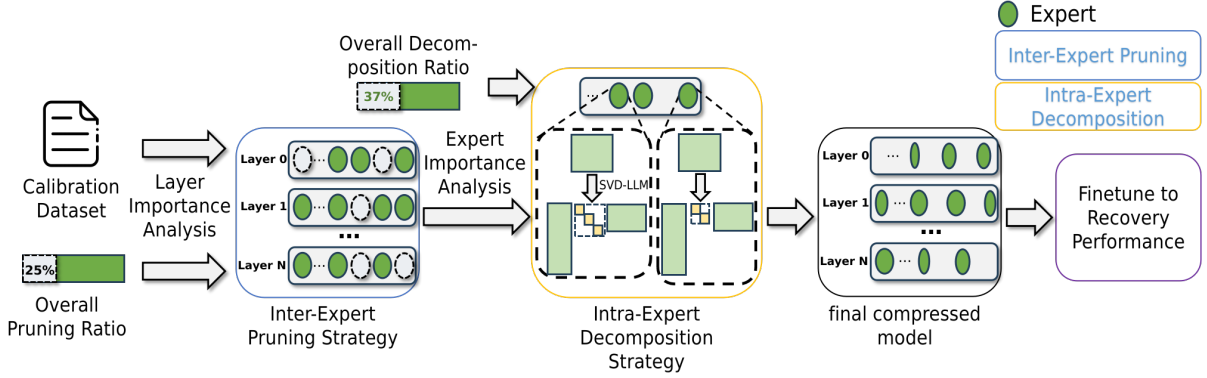 Expert
Inter-Expert Pruning
Intra-Expert
Decomposition
Overall Decom-
position Ratio
37%
Calibration
Dataset
25%
Overall
Pruning Ratio
Layer
Importance
Analysis
Layer 0
...
Layer 1
...
...
Layer N
...
Inter-Expert
Pruning Strategy
Expert
Importance
Analysis
...
SVD-LLM
Intra-Expert
Decomposition
Strategy
Layer 0
...
Layer 1
...
...
Layer N
...
final compressed
model
Finetune to
Recovery
Performance